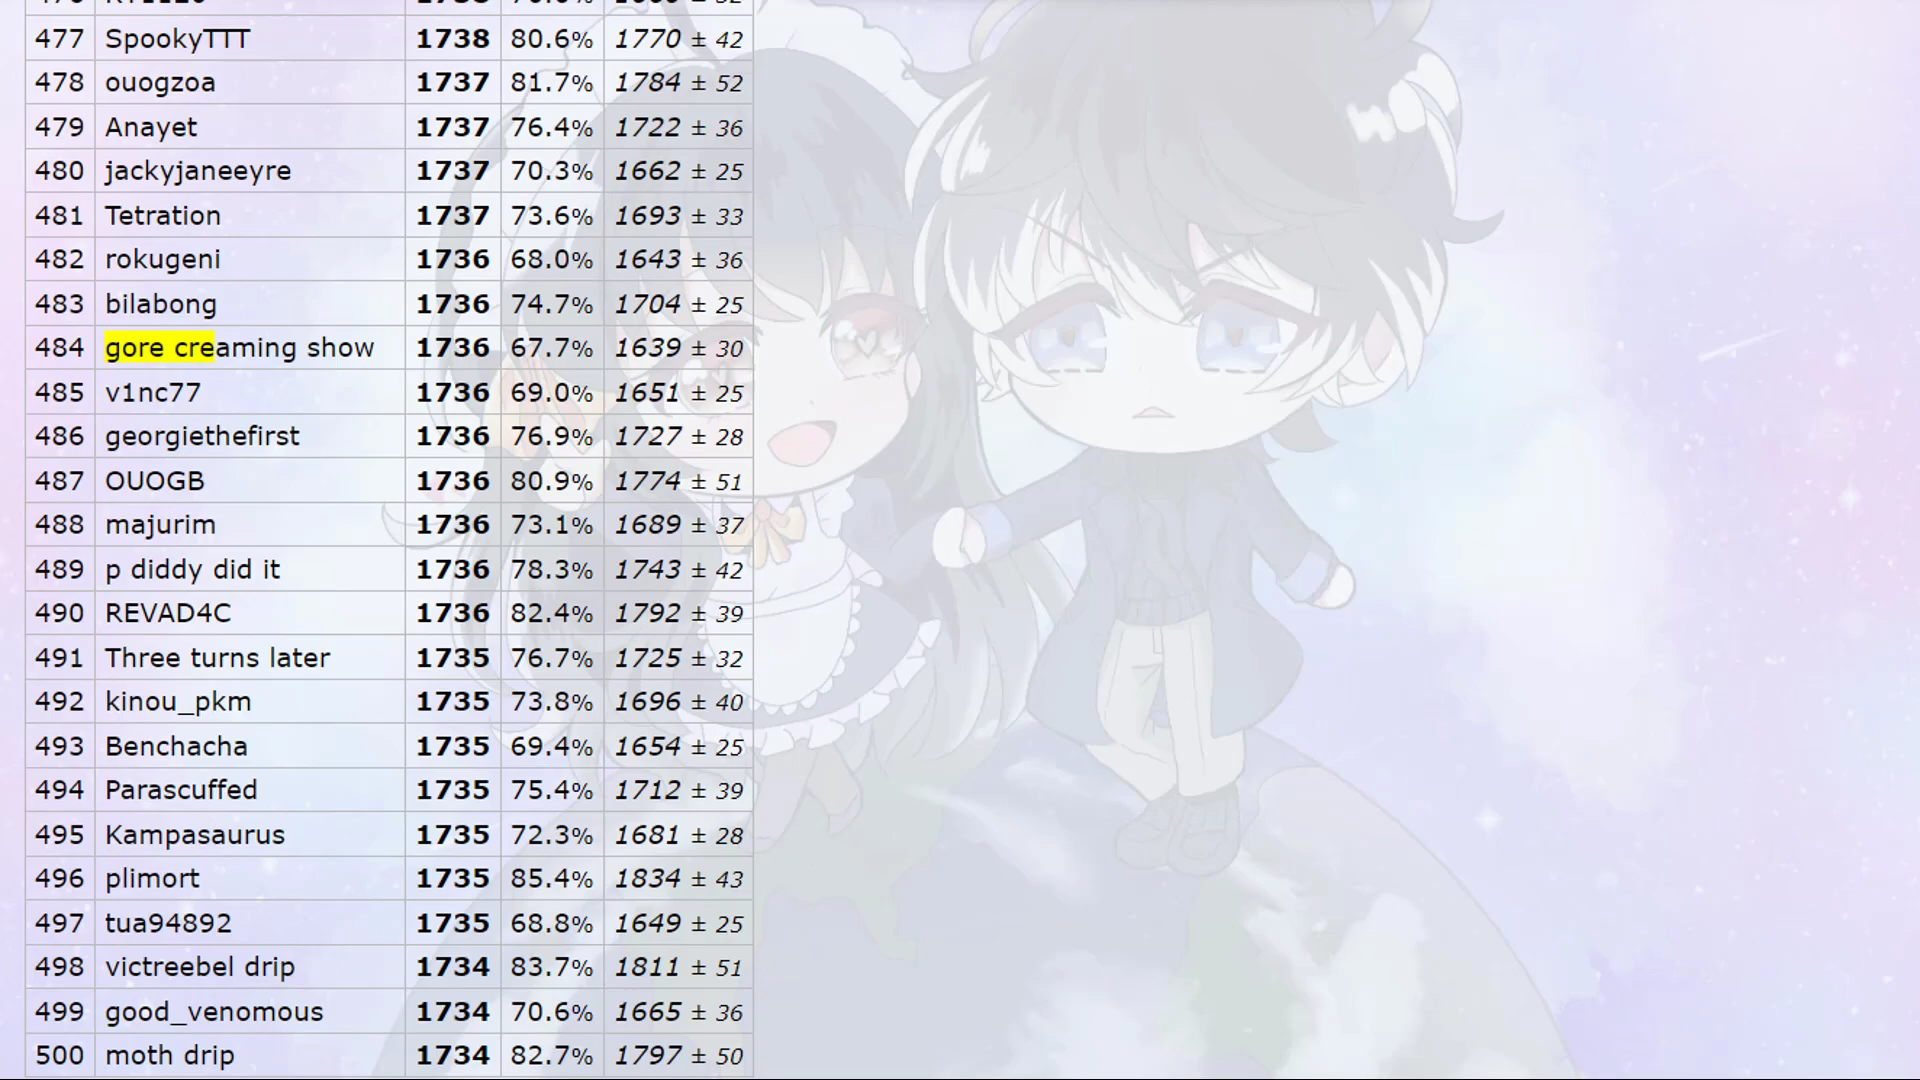 477 SpookyTTT 1738 80.6% 1770 ± 42
478 ouogzoa 1737 81.7% 1784 ± 52
479 Anayet 1737 76.4% 1722 ± 36
480 jackyjaneeyre 1737 70.3% 1662 ± 25
481 Tetration 1737 73.6% 1693 ± 33
482 rokugeni 1736 68.0% 1643 ± 36
483 bilabong 1736 74.7% 1704 ± 25
484 gore creaming show 1736 67.7% 1639 ± 30
485 v1nc77 1736 69.0% 1651 ± 25
486 georgiethefirst 1736 76.9% 1727 ± 28
487 OUOGB 1736 80.9% 1774 ± 51
488 majurim 1736 73.1% 1689 ± 37
489 p diddy did it 1736 78.3% 1743 ± 42
490 REVAD4C 1736 82.4% 1792 ± 39
491 Three turns later 1735 76.7% 1725 ± 32
492 kinou_pkm 1735 73.8% 1696 ± 40
493 Benchacha 1735 69.4% 1654 ± 25
494 Parascuffed 1735 75.4% 1712 ± 39
495 Kampasaurus 1735 72.3% 1681 ± 28
496 plimort 1735 85.4% 1834 ± 43
497 tua94892 1735 68.8% 1649 ± 25
498 victreebel drip 1734 83.7% 1811 ± 51
499 good_venomous 1734 70.6% 1665 ± 36
500 moth drip 1734 82.7% 1797 ± 50